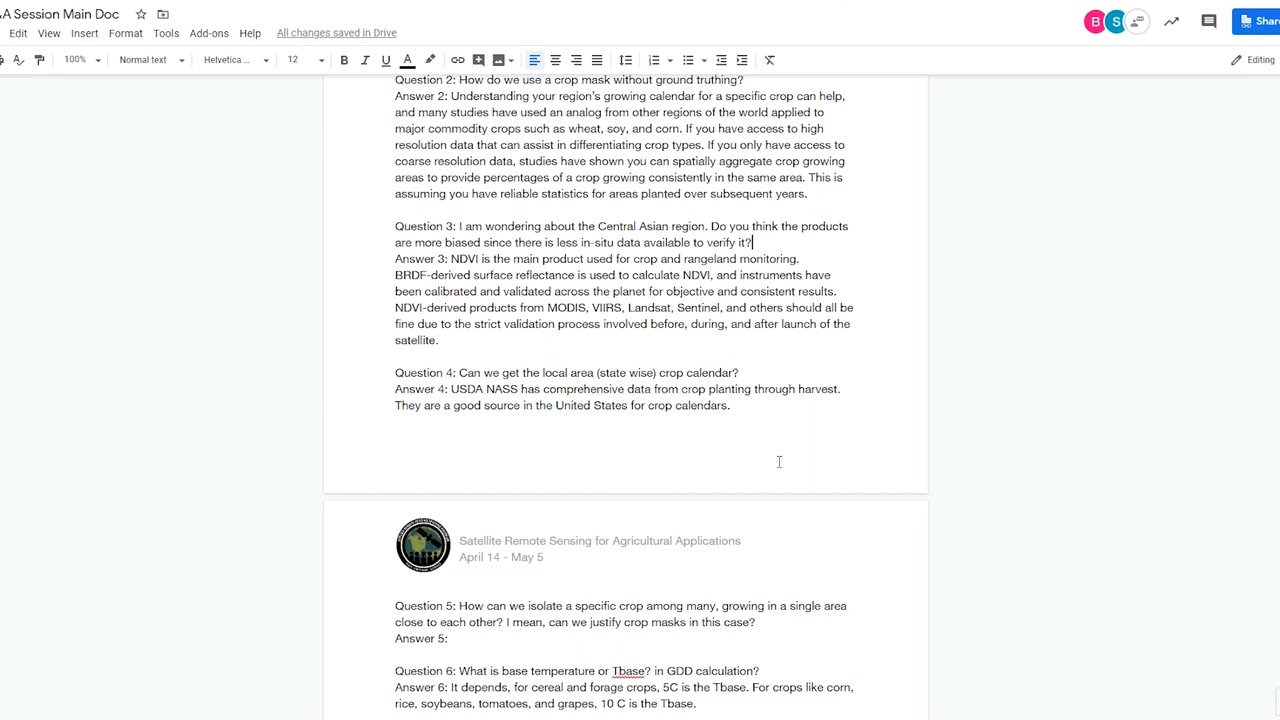 A Session Main Doc
Edit View Insert Format Tools Add-ons Help All changes saved in Drive
B S Share
100% Normal text Helvetica ... 12 B I U A Editing
Question 2: How do we use a crop mask without ground truthing?
Answer 2: Understanding your region's growing calendar for a specific crop can help,
and many studies have used an analog from other regions of the world applied to
major commodity crops such as wheat, soy, and corn. If you have access to high
resolution data that can assist in differentiating crop types. If you only have access to
coarse resolution data, studies have shown you can spatially aggregate crop growing
areas to provide percentages of a crop growing consistently in the same area. This is
assuming you have reliable statistics for areas planted over subsequent years.
Question 3: I am wondering about the Central Asian region. Do you think the products
are more biased since there is less in-situ data available to verify it?
Answer 3: NDVI is the main product used for crop and rangeland monitoring.
BRDF-derived surface reflectance is used to calculate NDVI, and instruments have
been calibrated and validated across the planet for objective and consistent results.
NDVI-derived products from MODIS, VIIRS, Landsat, Sentinel, and others should all be
fine due to the strict validation process involved before, during, and after launch of the
satellite.
Question 4: Can we get the local area (state wise) crop calendar?
Answer 4: USDA NASS has comprehensive data from crop planting through harvest.
They are a good source in the United States for crop calendars.
Satellite Remote Sensing for Agricultural Applications
April 14 - May 5
Question 5: How can we isolate a specific crop among many, growing in a single area
close to each other? I mean, can we justify crop masks in this case?
Answer 5:
Question 6: What is base temperature or Tbase? in GDD calculation?
Answer 6: It depends, for cereal and forage crops, 5C is the Tbase. For crops like corn,
rice, soybeans, tomatoes, and grapes, 10 C is the Tbase.